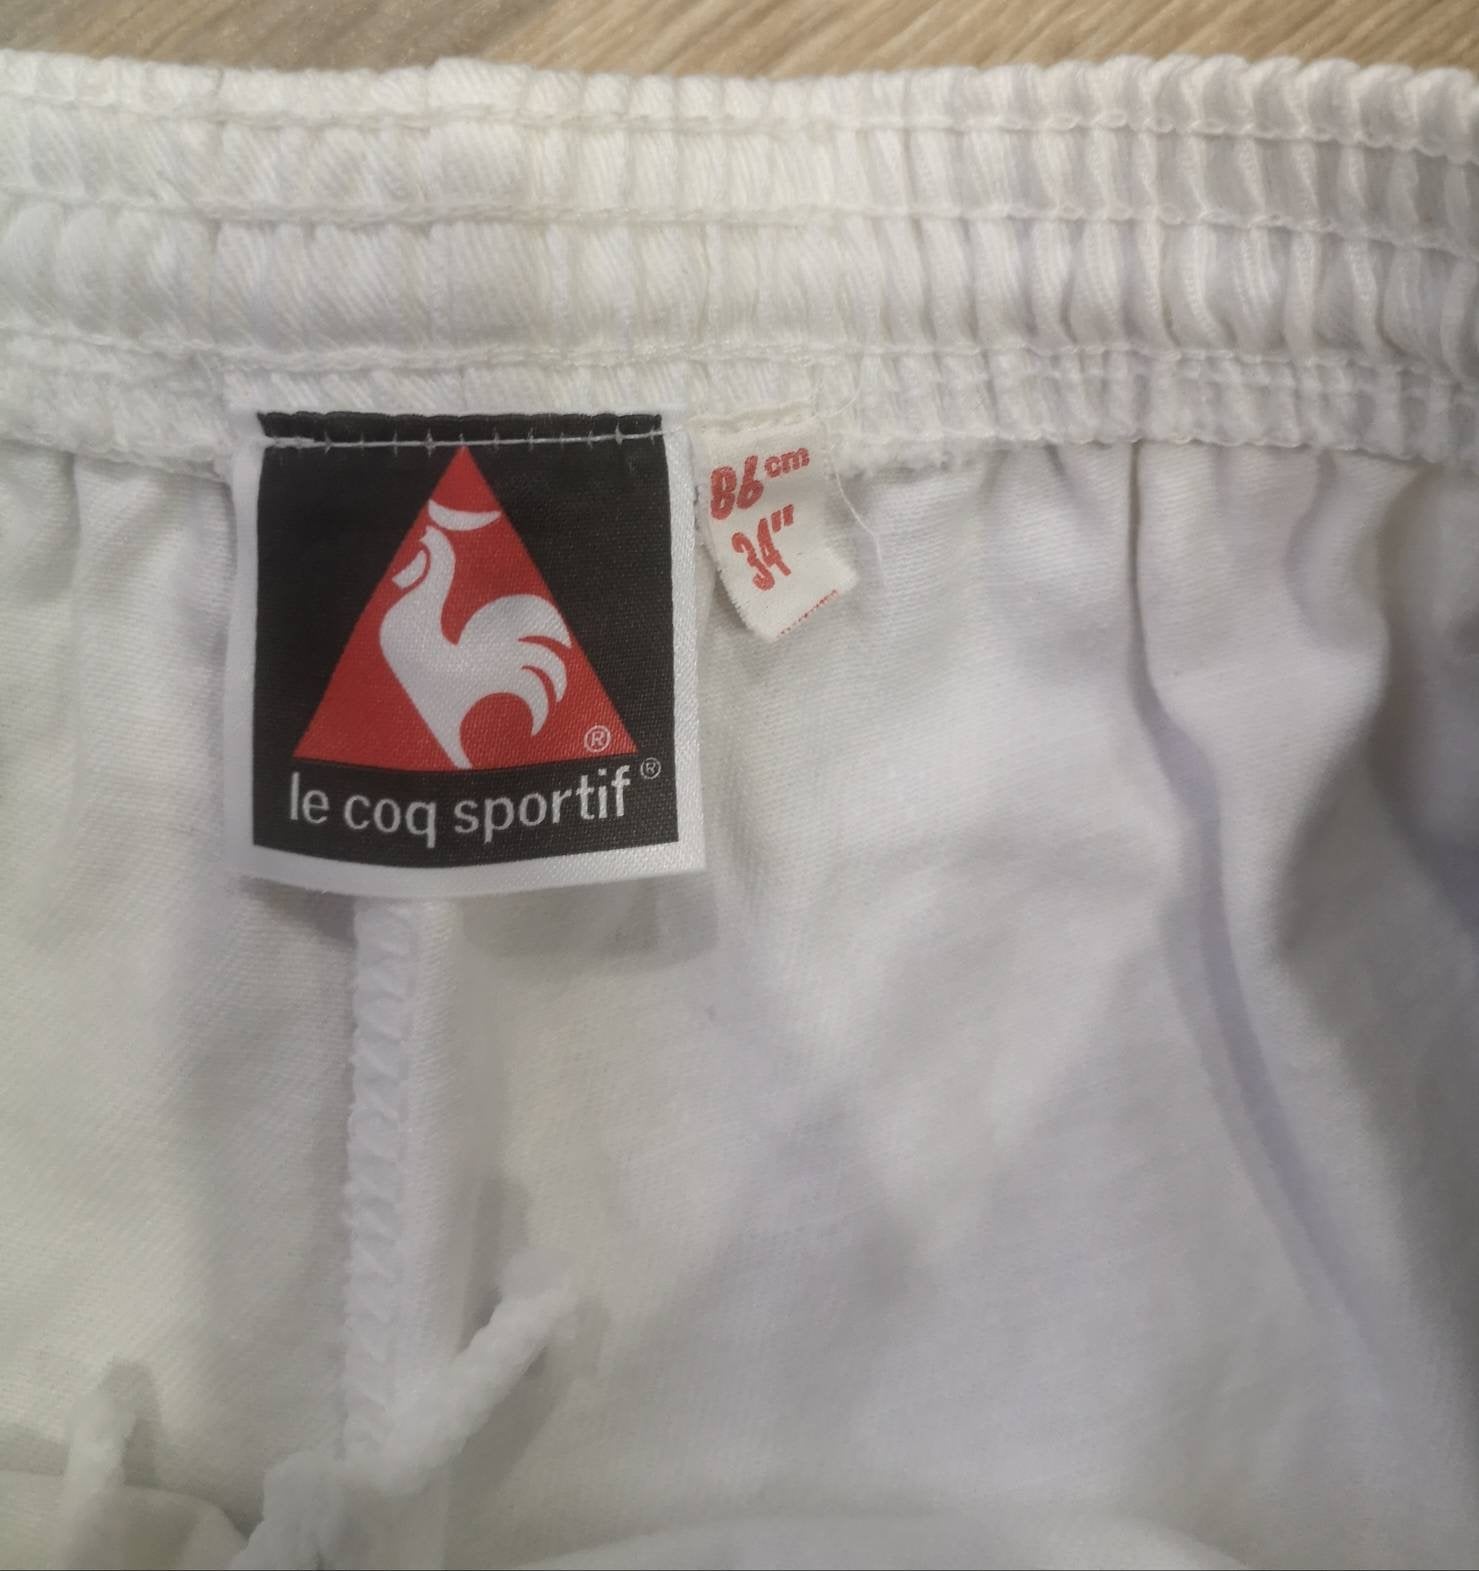 86cm
34"
®
le coq sportif®